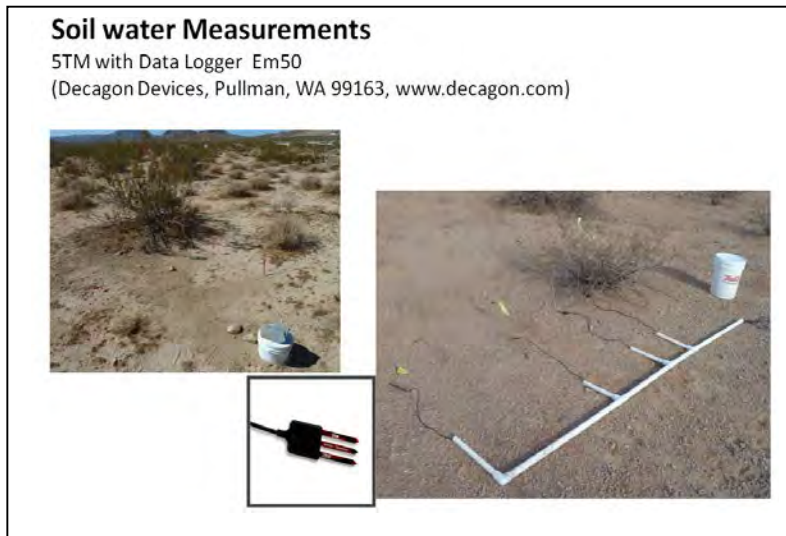 Soil water Measurements
5TM with Data Logger Em50
(Decagon Devices, Pullman, WA 99163, www.decagon.com)